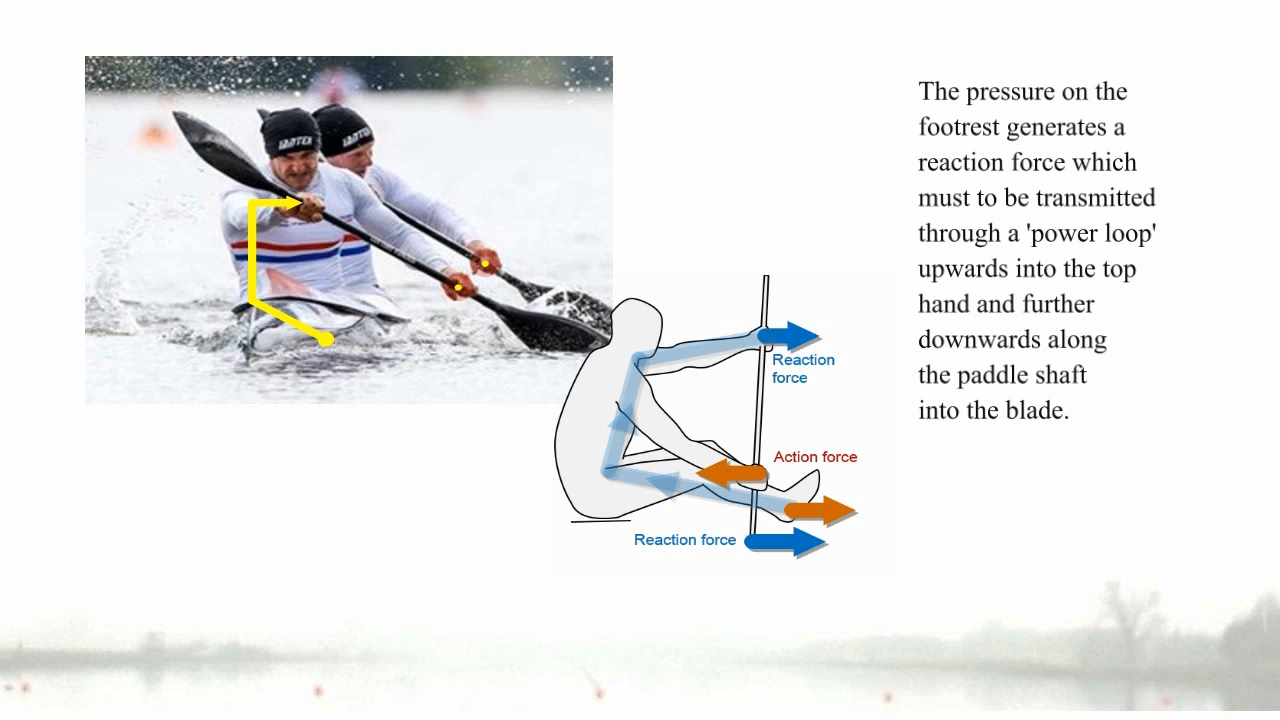 The pressure on the
footrest generates a
reaction force which
must to be transmitted
through a 'power loop'
upwards into the top
hand and further
downwards along
the paddle shaft
into the blade.
Reaction
force
Action force
Reaction force